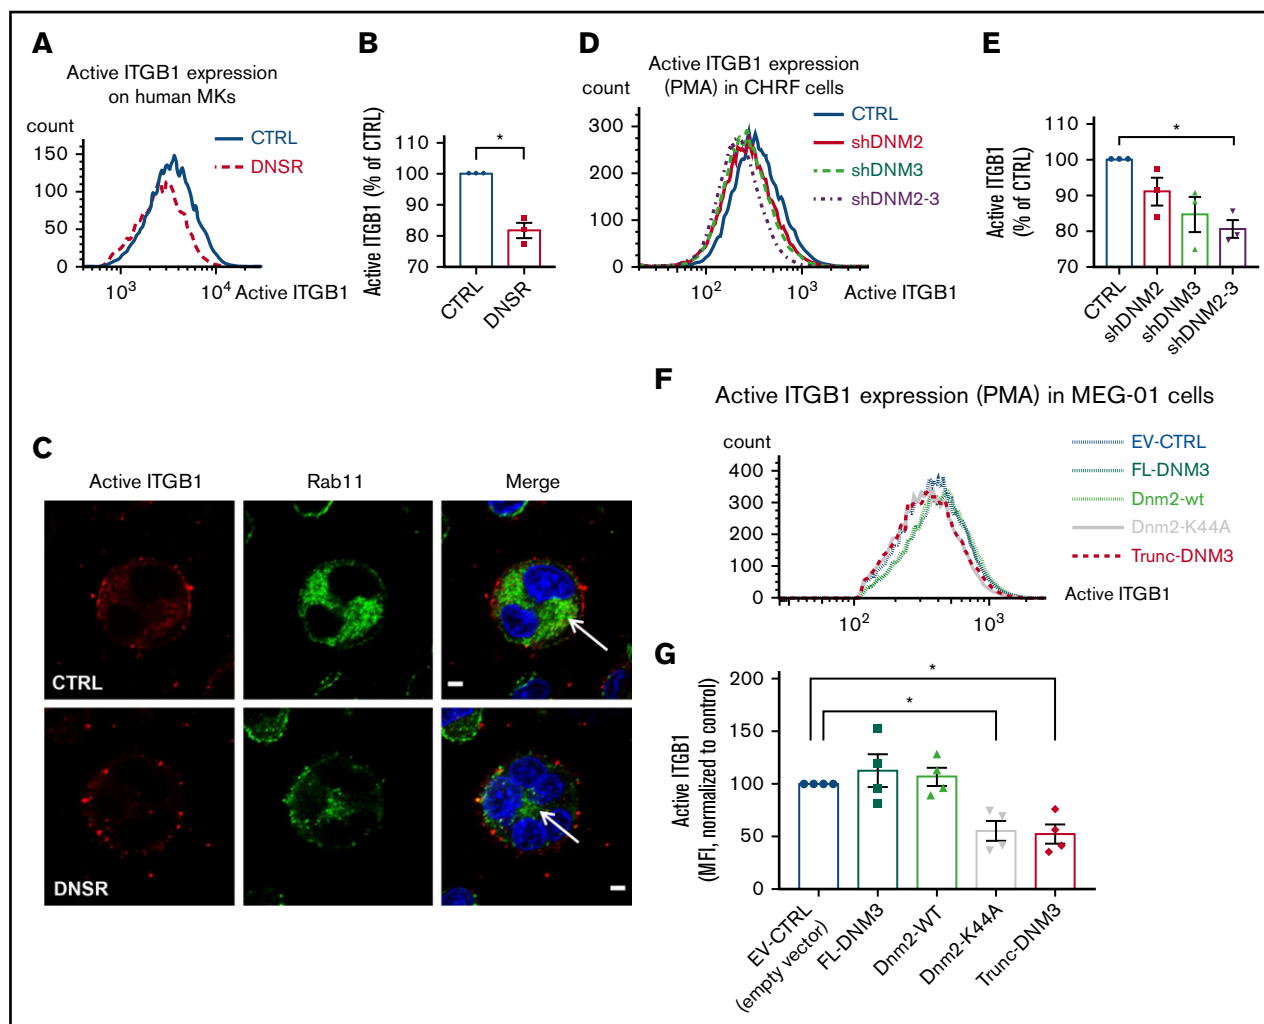 A
Active ITGB1 expression
on human MKs
count
CTRL
DNSR
150
100
50
0
10³
10⁴
Active ITGB1
B
Active ITGB1 (% of CTRL)
110
100
90
80
70
*
CTRL
DNSR
D
Active ITGB1 expression
(PMA) in CHRF cells
count
CTRL
shDNM2
shDNM3
shDNM2-3
300
200
100
0
10²
10³
Active ITGB1
E
Active ITGB1
(% of CTRL)
110
100
90
80
70
*
CTRL
shDNM2
shDNM3
shDNM2-3
C
Active ITGB1
Rab11
Merge
CTRL
DNSR
F
Active ITGB1 expression (PMA) in MEG-01 cells
count
EV-CTRL
FL-DNM3
Dnm2-wt
Dnm2-K44A
Trunc-DNM3
400
300
200
100
0
10²
10³
Active ITGB1
G
Active ITGB1
(MFI, normalized to control)
200
150
100
50
0
*
*
EV-CTRL
(empty vector)
FL-DNM3
Dnm2-WT
Dnm2-K44A
Trunc-DNM3